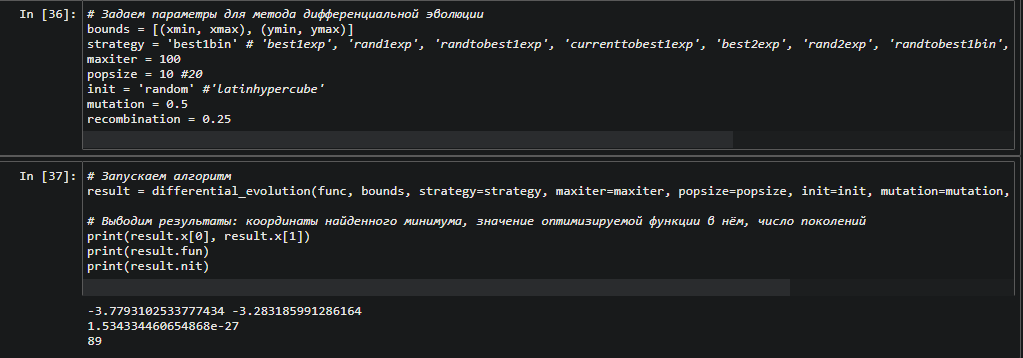 In [36]:
# Задаем параметры для метода дифференциальной эволюции
bounds = [(xmin, xmax), (ymin, ymax)]
strategy = 'best1bin' # 'best1exp', 'rand1exp', 'randtobest1exp', 'currenttobest1exp', 'best2exp', 'rand2exp', 'randtobest1bin',
maxiter = 100
popsize = 10 #20
init = 'random' #'latinhypercube'
mutation = 0.5
recombination = 0.25
In [37]:
# Запускаем алгоритм
result = differential_evolution(func, bounds, strategy=strategy, maxiter=maxiter, popsize=popsize, init=init, mutation=mutation,
# Выводим результаты: координаты найденного минимума, значение оптимизируемой функции в нём, число поколений
print(result.x[0], result.x[1])
print(result.fun)
print(result.nit)
-3.7793102533777434 -3.283185991286164
1.534334460654868e-27
89